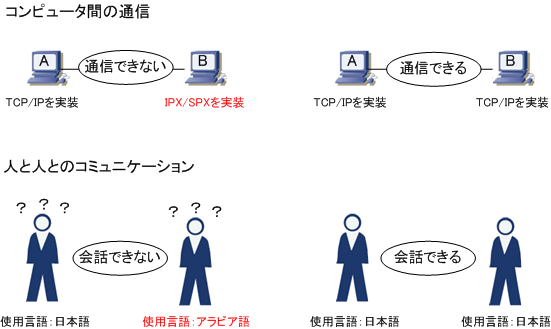 コンピュータ間の通信
A 通信できない B
A 通信できる B
TCP/IPを実装 IPX/SPXを実装
TCP/IPを実装 TCP/IPを実装
人と人とのコミュニケーション
? ? ? ? ? ?
会話できない
会話できる
使用言語:日本語 使用言語:アラビア語
使用言語:日本語 使用言語:日本語